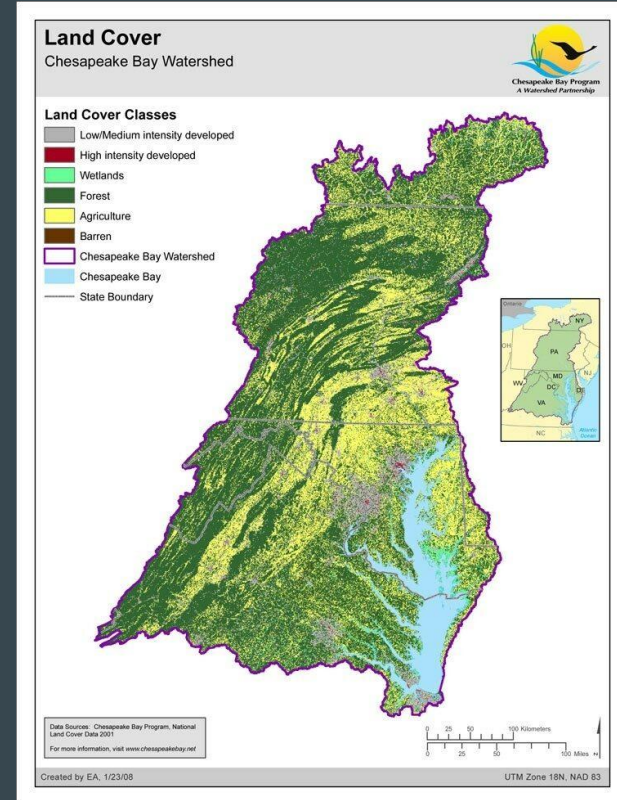 Land Cover
Chesapeake Bay Watershed
Chesapeake Bay Program
A Watershed Partnership
Land Cover Classes
Low/Medium intensity developed
High intensity developed
Wetlands
Forest
Agriculture
Barren
Chesapeake Bay Watershed
Chesapeake Bay
State Boundary
Ontario
NY
OH
PA
NJ
MD
WV
DC
DE
VA
NC
Atlantic
Ocean
Data Sources: Chesapeake Bay Program, National
Land Cover Data 2001
For more information, visit www.chesapeakebay.net
0 25 50 100 Kilometers
0 25 50 100 Miles
N
Created by EA, 1/23/08
UTM Zone 18N, NAD 83